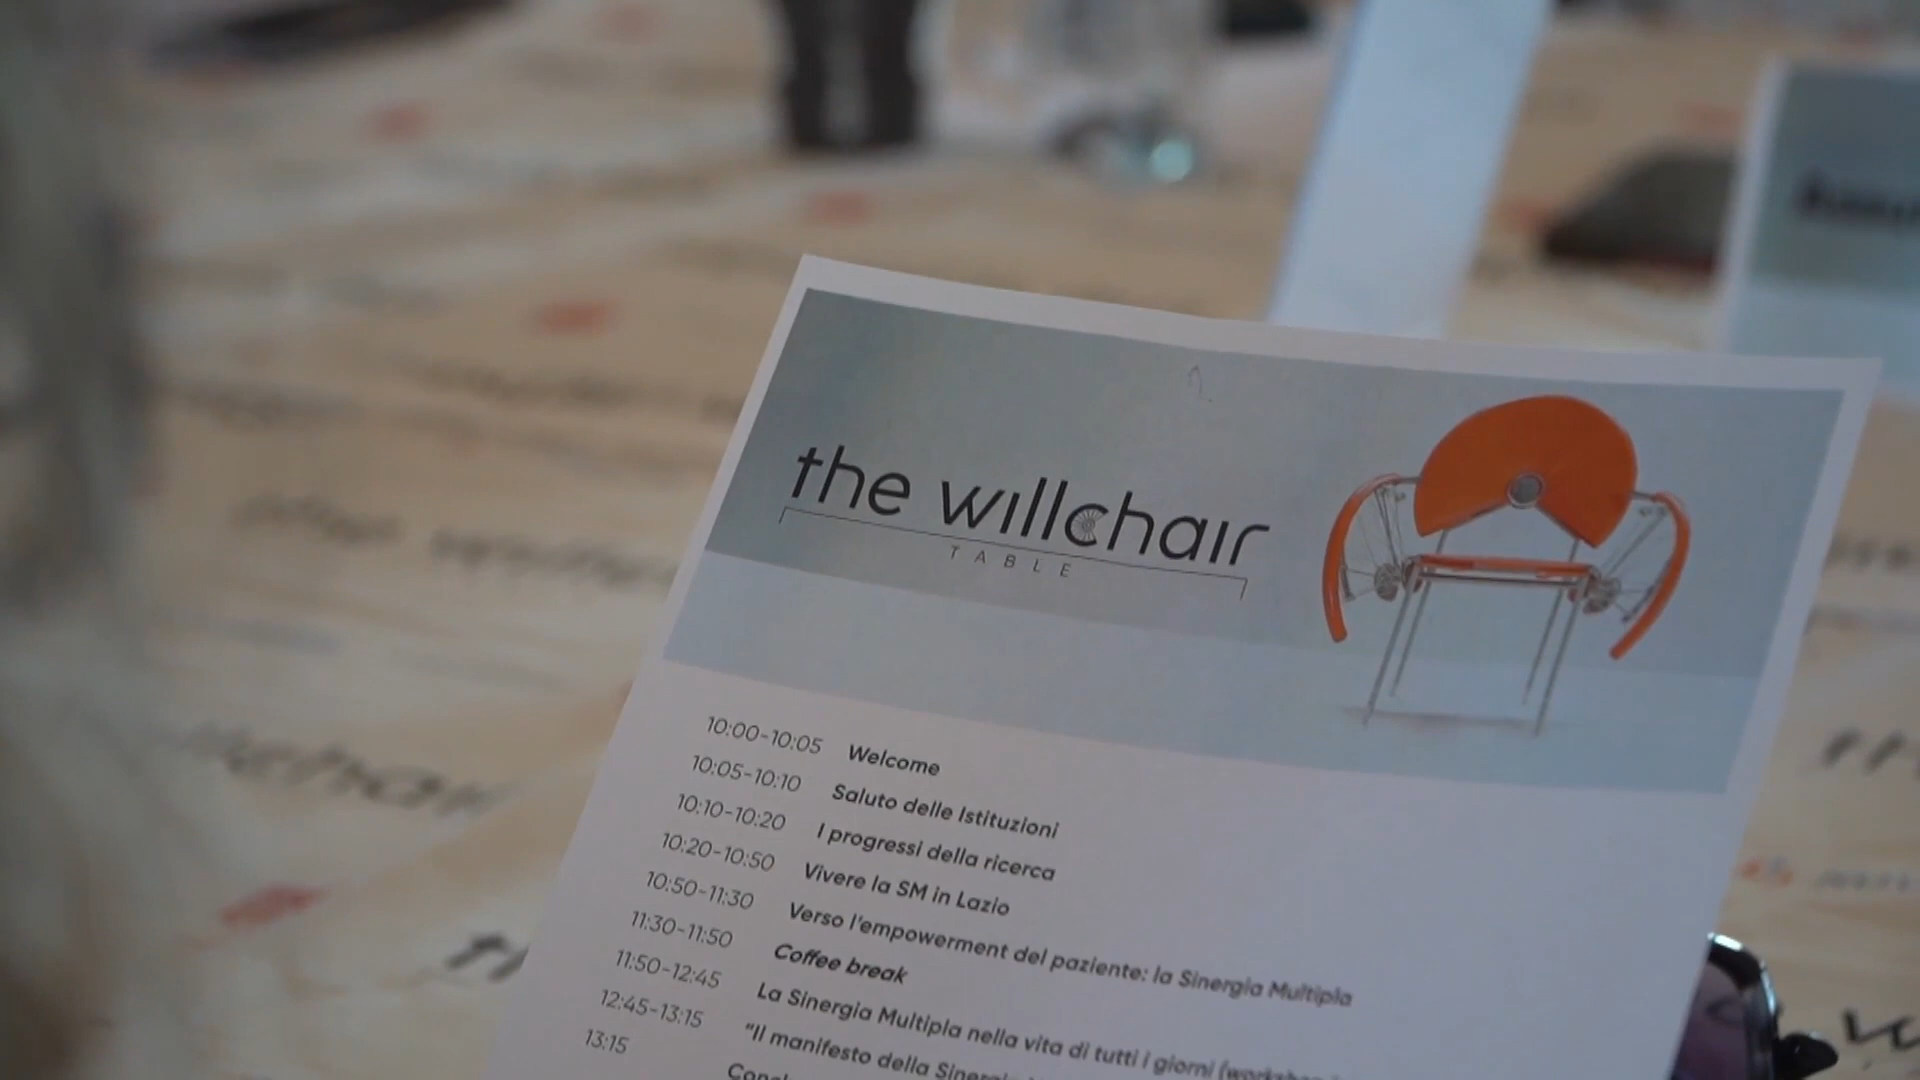 the willchair
TABLE
10:00-10:05 Welcome
10:05-10:10 Saluto delle Istituzioni
10:10-10:20 I progressi della ricerca
10:20-10:50 Vivere la SM in Lazio
10:50-11:30 Verso l'empowerment del paziente: la Sinergia Multipla
11:30-11:50 Coffee break
11:50-12:45 La Sinergia Multipla nella vita di tutti i giorni (workshop
12:45-13:15 "Il manifesto della
13:15